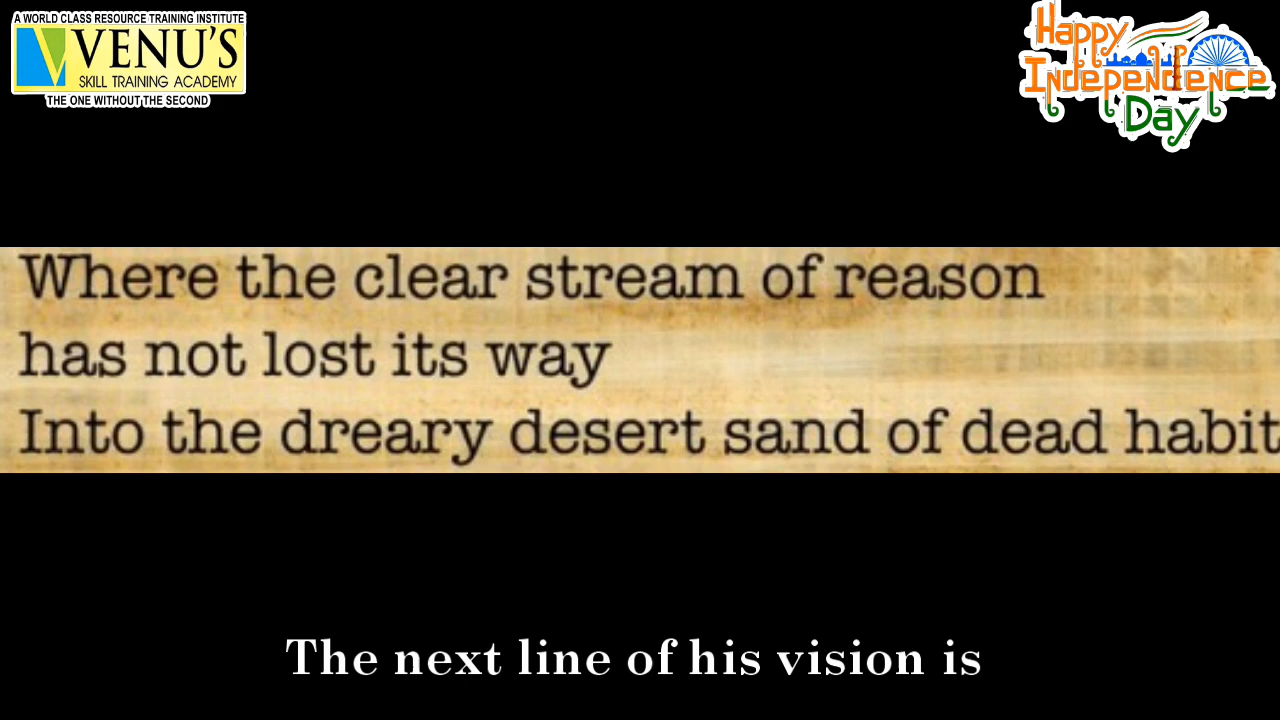 A WORLD CLASS RESOURCE TRAINING INSTITUTE
VENU'S
SKILL TRAINING ACADEMY
THE ONE WITHOUT THE SECOND
Happy
Independence
Day
Where the clear stream of reason
has not lost its way
Into the dreary desert sand of dead habit
The next line of his vision is